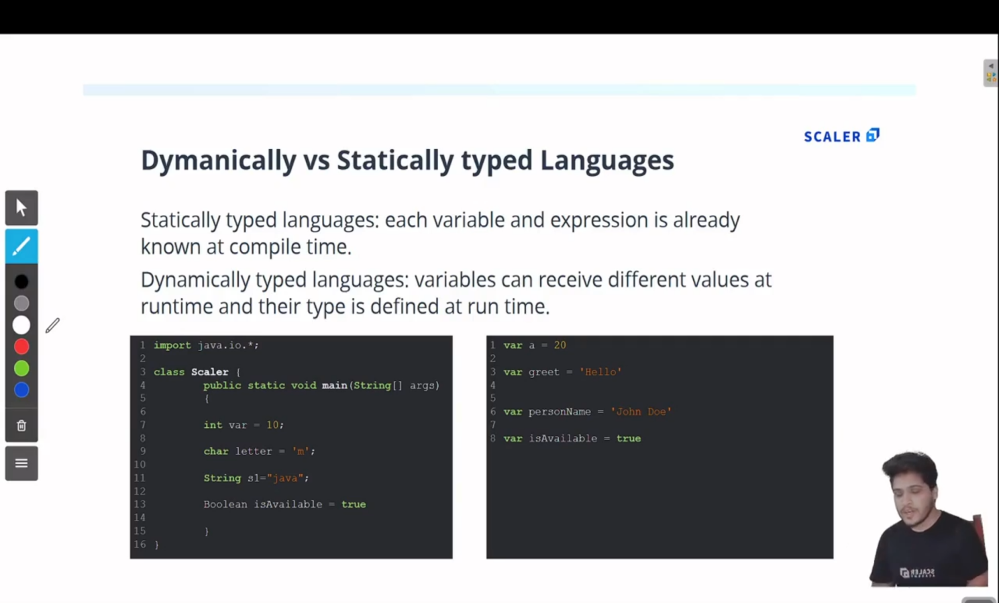 SCALER
Dymanically vs Statically typed Languages
Statically typed languages: each variable and expression is already
known at compile time.
Dynamically typed languages: variables can receive different values at
runtime and their type is defined at run time.
1 import java.io.*;
2
3 class Scaler {
4 public static void main(String[] args)
5 {
6
7 int var = 10;
8
9 char letter = 'm';
10
11 String s1="java";
12
13 Boolean isAvailable = true
14
15 }
16 }
1 var a = 20
2
3 var greet = 'Hello'
4
5
6 var personName = 'John Doe'
7
8 var isAvailable = true
SCALER